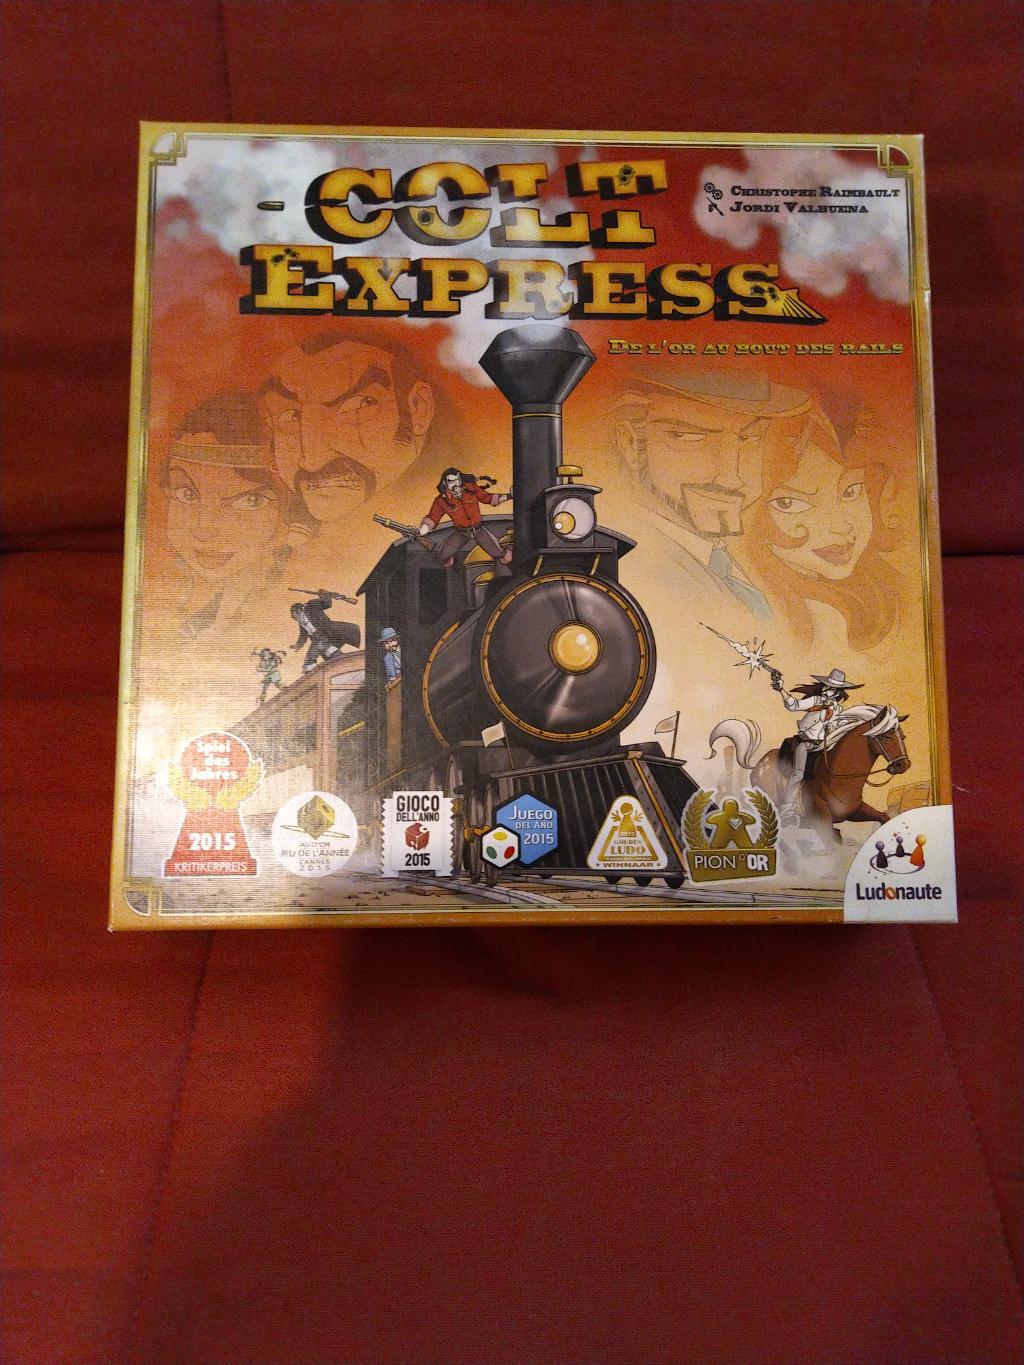 COLT
EXPRESS
CHRISTOPHE RAIMBAULT
JORDI VALBUENA
DE L'OR AU BOUT DES RAILS
Spiel
des
Jahres
2015
KRITIKERPREIS
AS D'OR
JEU DE L'ANNÉE
CANNES
2015
GIOCO
DELL'ANNO
2015
JUEGO
DEL AÑO
2015
2015
GOUDEN
LUDO
WINNAAR
PION D'OR
Ludonaute